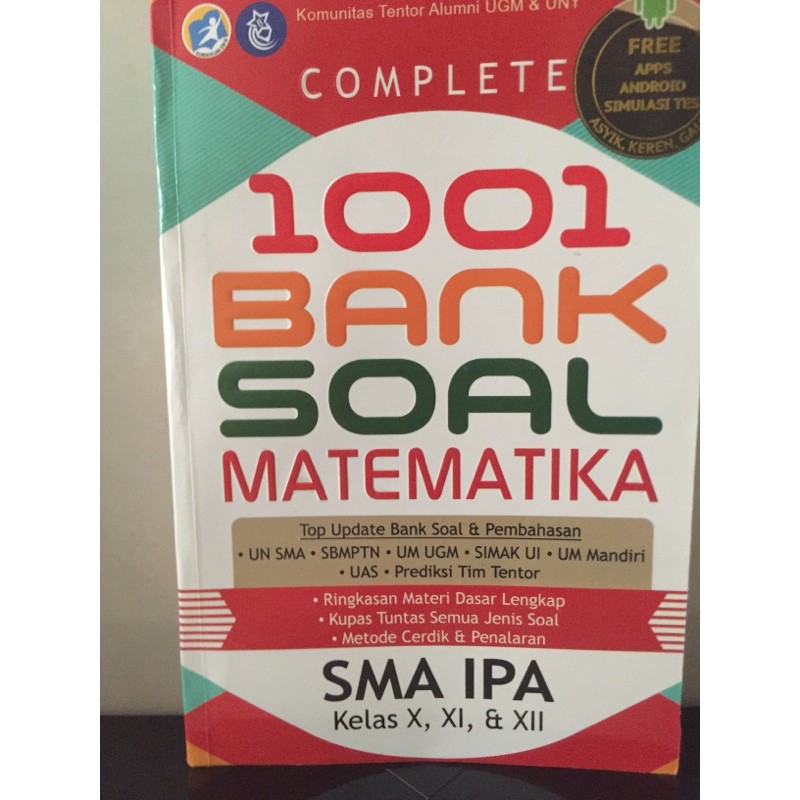 Komunitas Tentor Alumni UGM & UNY
COMPLETE
FREE
APPS
ANDROID
SIMULASI TES
ASYIK, KEREN,
1001
BANK
SOAL
MATEMATIKA
Top Update Bank Soal & Pembahasan
• UN SMA • SBMPTN • UM UGM • SIMAK UI • UM Mandiri
• UAS • Prediksi Tim Tentor
• Ringkasan Materi Dasar Lengkap
• Kupas Tuntas Semua Jenis Soal
• Metode Cerdik & Penalaran
SMA IPA
Kelas X, XI, & XII